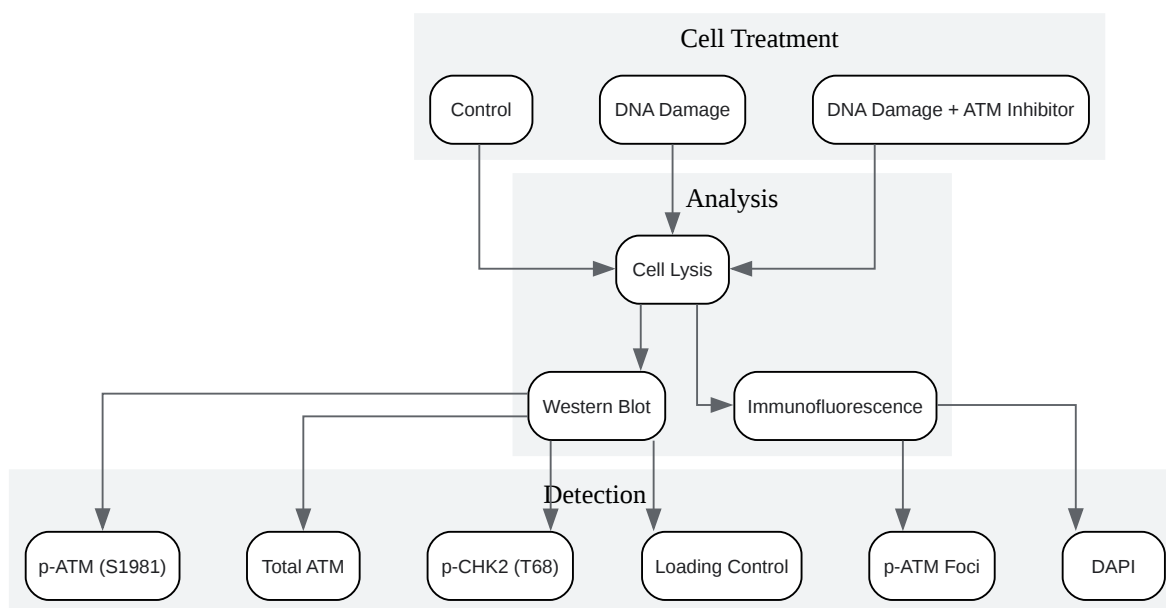 Cell Treatment
Control
DNA Damage
DNA Damage + ATM Inhibitor
Analysis
Cell Lysis
Western Blot
Immunofluorescence
Detection
p-ATM (S1981)
Total ATM
p-CHK2 (T68)
Loading Control
p-ATM Foci
DAPI